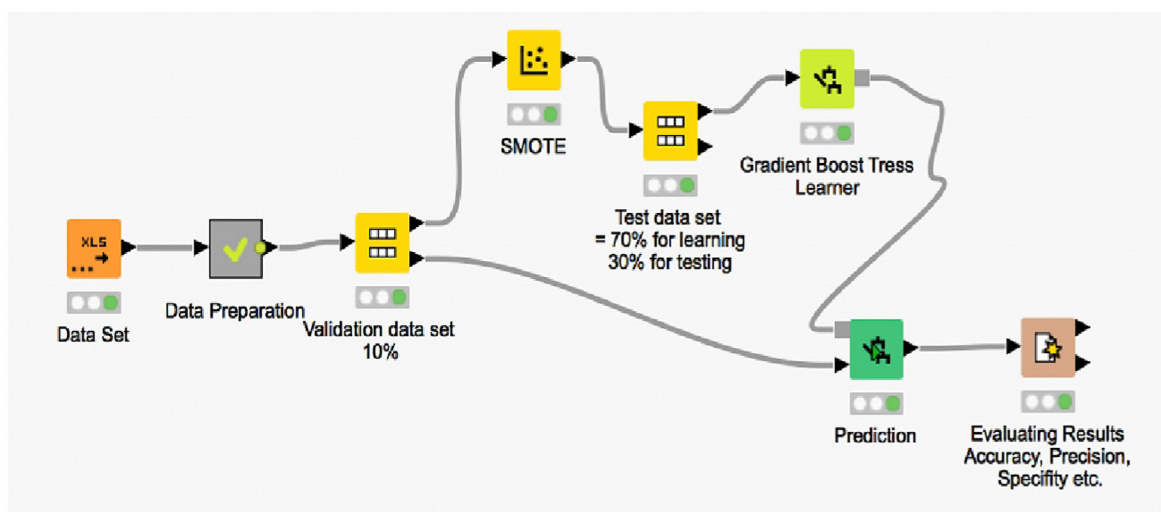 SMOTE
Gradient Boost Tress
Learner
Test data set
= 70% for learning
30% for testing
XLS
Data Set
Data Preparation
Validation data set
10%
Prediction
Evaluating Results
Accuracy, Precision,
Specifity etc.